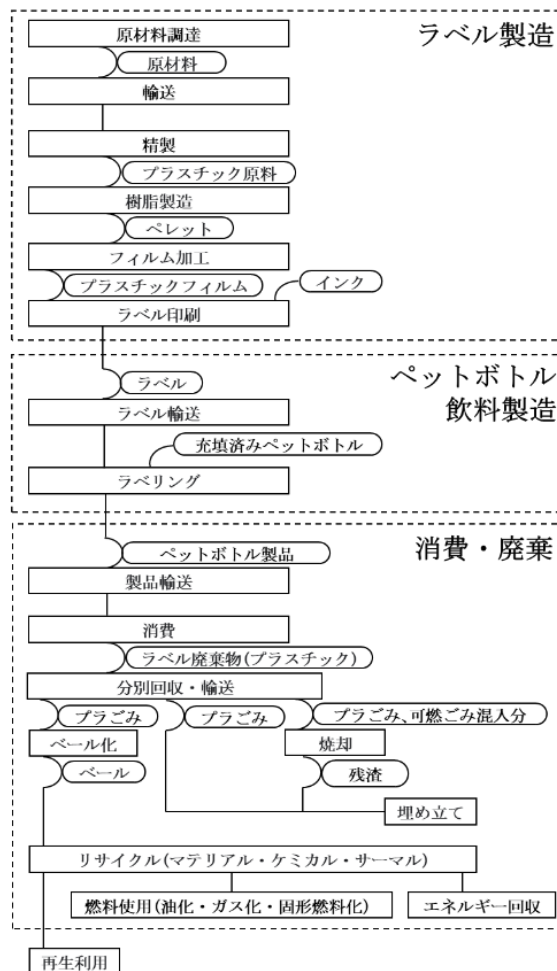 ラベル製造
原材料調達
原材料
輸送
精製
プラスチック原料
樹脂製造
ペレット
フィルム加工
プラスチックフィルム
インク
ラベル印刷
ペットボトル
飲料製造
ラベル
ラベル輸送
充填済みペットボトル
ラベリング
消費・廃棄
ペットボトル製品
製品輸送
消費
ラベル廃棄物(プラスチック)
分別回収・輸送
プラごみ
プラごみ
プラごみ、可燃ごみ混入分
ベール化
焼却
ベール
残渣
埋め立て
リサイクル(マテリアル・ケミカル・サーマル)
燃料使用(油化・ガス化・固形燃料化)
エネルギー回収
再生利用